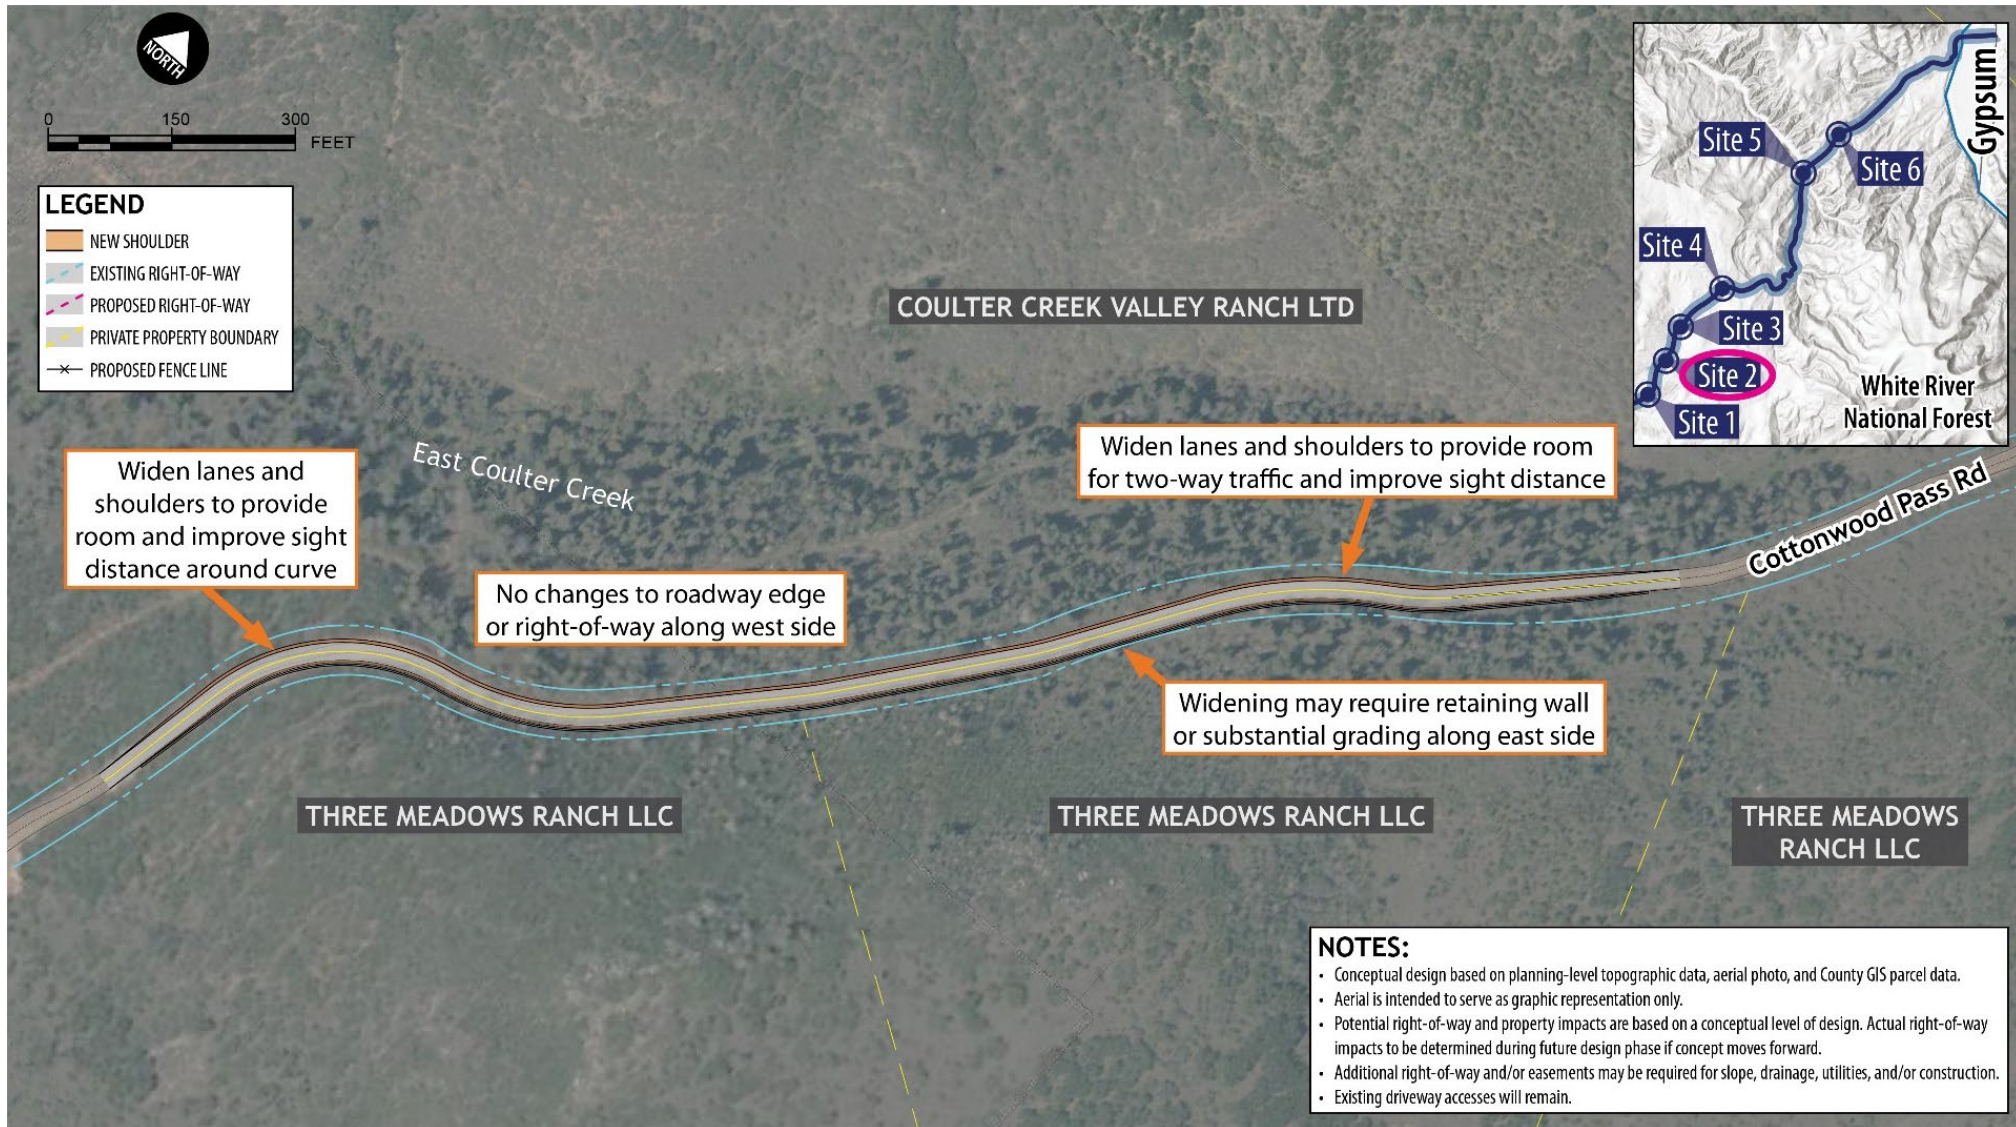 NORTH
0 150 300
FEET
LEGEND
NEW SHOULDER
EXISTING RIGHT-OF-WAY
PROPOSED RIGHT-OF-WAY
PRIVATE PROPERTY BOUNDARY
PROPOSED FENCE LINE
Gypsum
Site 5
Site 6
Site 4
Site 3
Site 2
Site 1
White River
National Forest
COULTER CREEK VALLEY RANCH LTD
East Coulter Creek
Widen lanes and
shoulders to provide
room and improve sight
distance around curve
No changes to roadway edge
or right-of-way along west side
Widen lanes and shoulders to provide room
for two-way traffic and improve sight distance
Cottonwood Pass Rd
Widening may require retaining wall
or substantial grading along east side
THREE MEADOWS RANCH LLC
THREE MEADOWS RANCH LLC
THREE MEADOWS
RANCH LLC
NOTES:
• Conceptual design based on planning-level topographic data, aerial photo, and County GIS parcel data.
• Aerial is intended to serve as graphic representation only.
• Potential right-of-way and property impacts are based on a conceptual level of design. Actual right-of-way
impacts to be determined during future design phase if concept moves forward.
• Additional right-of-way and/or easements may be required for slope, drainage, utilities, and/or construction.
• Existing driveway accesses will remain.